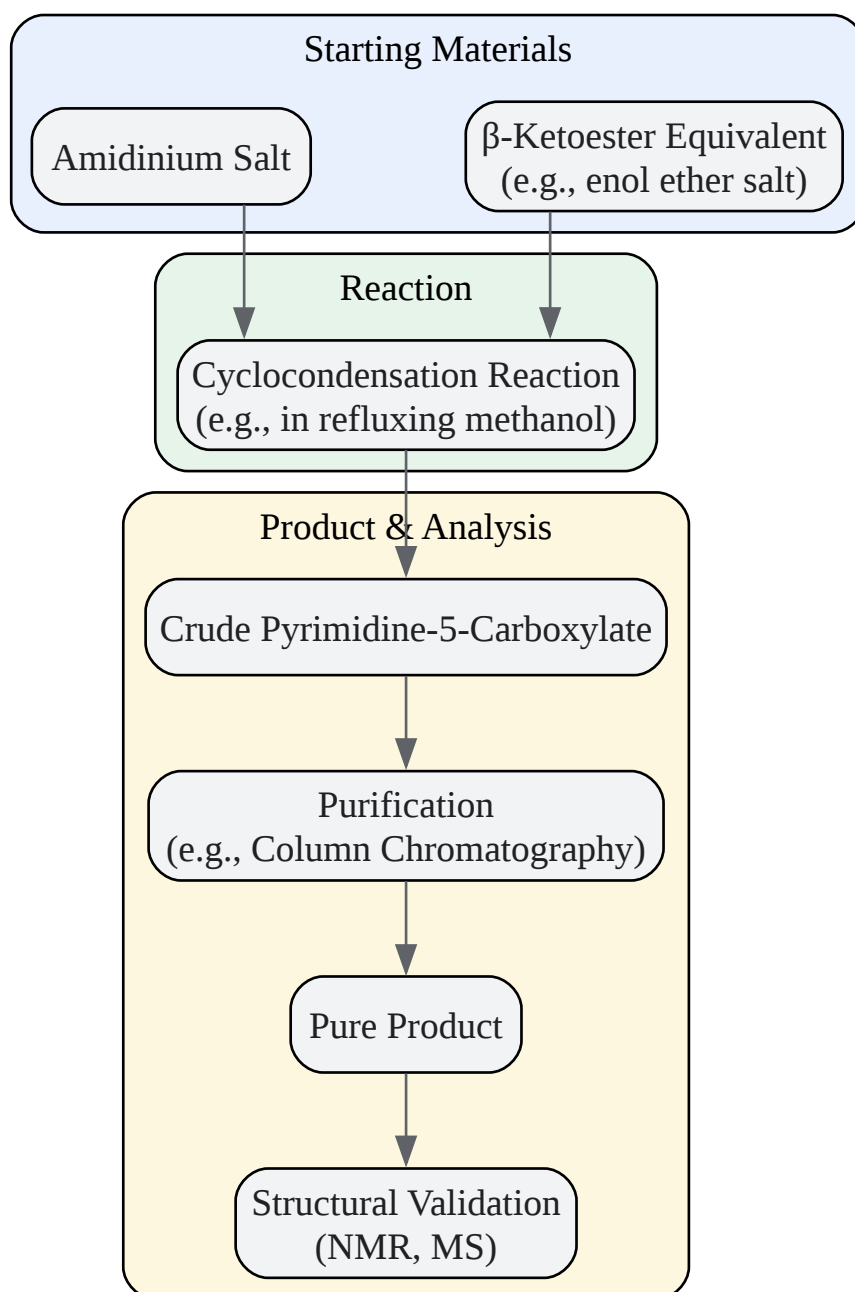 Starting Materials
Amidinium Salt
β-Ketoester Equivalent
(e.g., enol ether salt)
Reaction
Cyclocondensation Reaction
(e.g., in refluxing methanol)
Product & Analysis
Crude Pyrimidine-5-Carboxylate
Purification
(e.g., Column Chromatography)
Pure Product
Structural Validation
(NMR, MS)